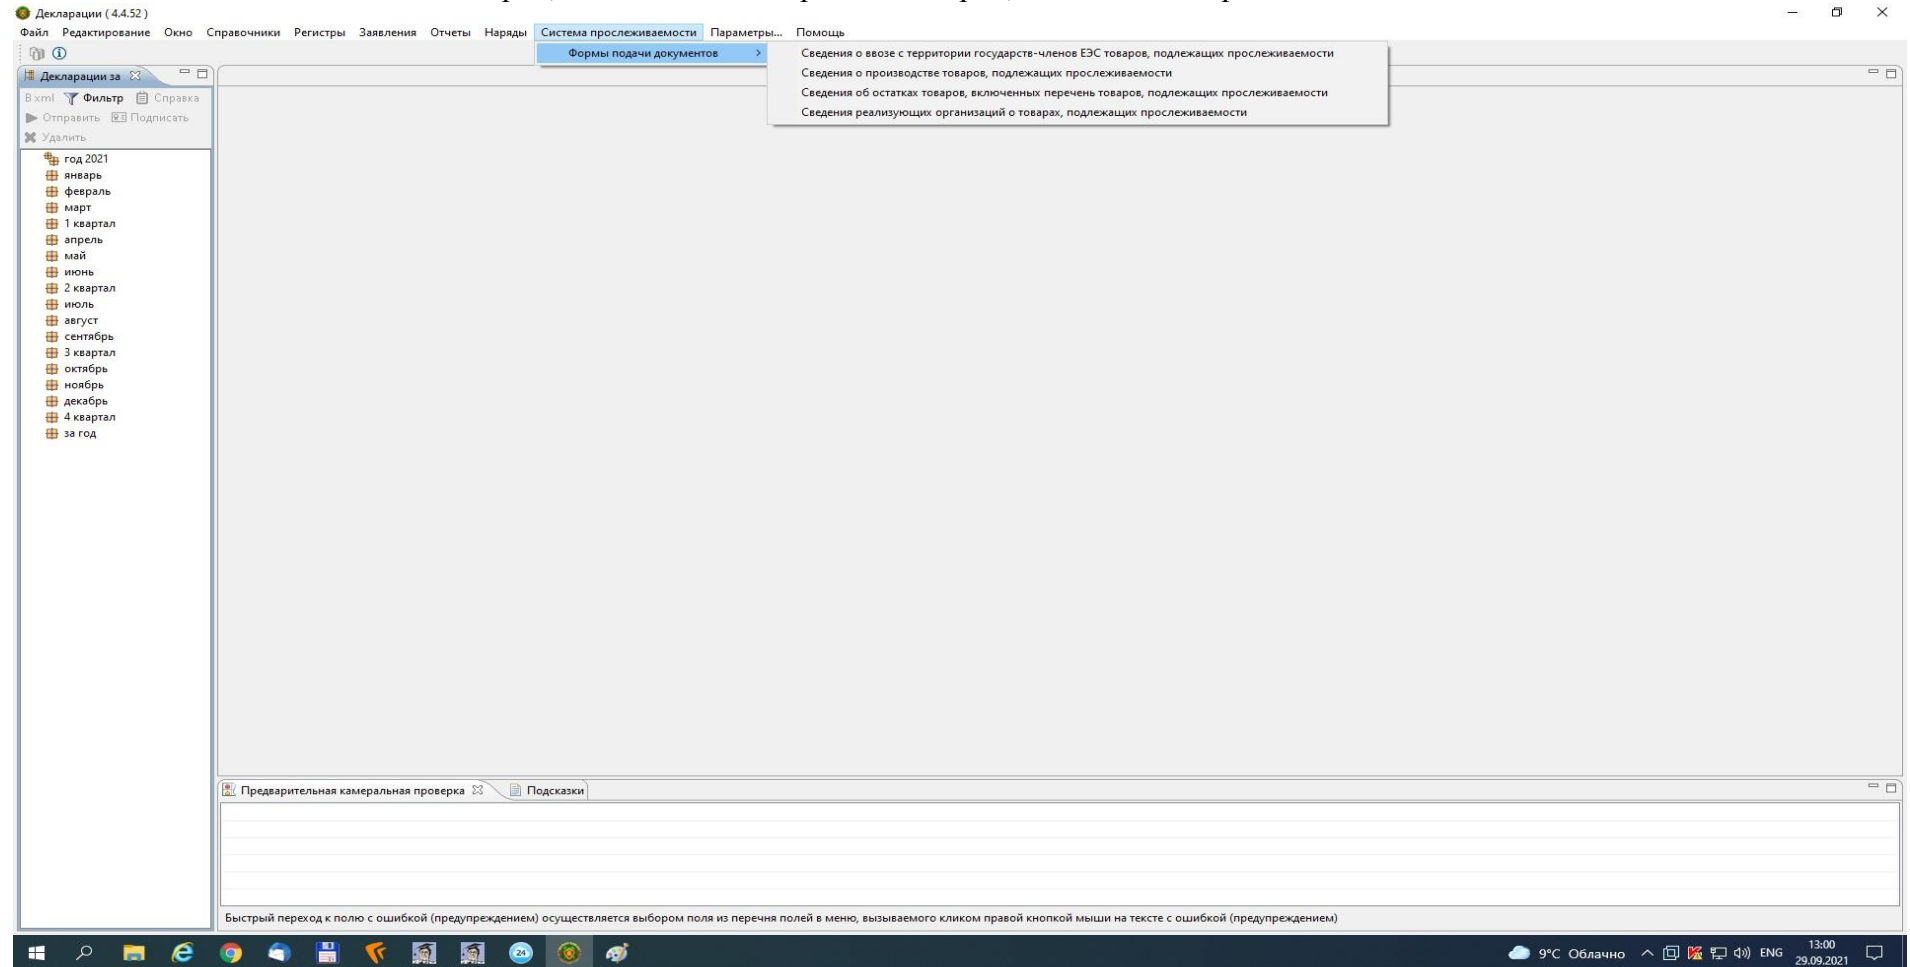 Декларации ( 4.4.52 )
Файл Редактирование Окно Справочники Регистры Заявления Отчеты Наряды Система прослеживаемости Параметры... Помощь
Формы подачи документов >
Сведения о ввозе с территории государств-членов ЕЭС товаров, подлежащих прослеживаемости
Сведения о производстве товаров, подлежащих прослеживаемости
Сведения об остатках товаров, включенных перечень товаров, подлежащих прослеживаемости
Сведения реализующих организаций о товарах, подлежащих прослеживаемости
Декларации за
В xml Фильтр Справка
Отправить Подписать
Удалить
год 2021
январь
февраль
март
1 квартал
апрель
май
июнь
2 квартал
июль
август
сентябрь
3 квартал
октябрь
ноябрь
декабрь
4 квартал
за год
Предварительная камеральная проверка Подсказки
Быстрый переход к полю с ошибкой (предупреждением) осуществляется выбором поля из перечня полей в меню, вызываемого кликом правой кнопкой мыши на тексте с ошибкой (предупреждением)
24
9°C Облачно ENG 13:00
29.09.2021